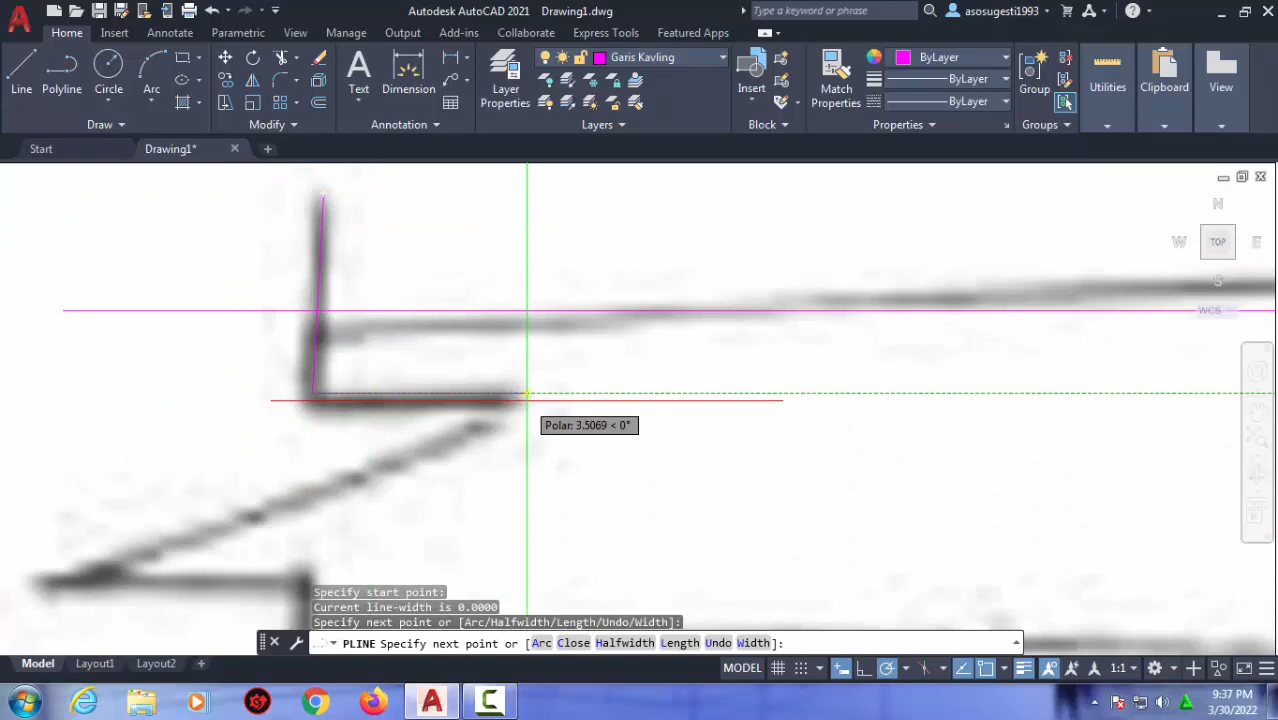 Autodesk AutoCAD 2021 Drawing1.dwg
Type a keyword or phrase
asosugesti1993
Home Insert Annotate Parametric View Manage Output Add-ins Collaborate Express Tools Featured Apps
Line
Polyline
Circle
Arc
Text
Dimension
Layer
Properties
Garis Kavling
Insert
Match
Properties
ByLayer
ByLayer
ByLayer
Group
Utilities
Clipboard
View
Draw
Modify
Annotation
Layers
Block
Properties
Groups
Start
Drawing1*
N
W
TOP
E
S
WCS
Polar: 3.5069 < 0°
Specify start point:
Current line-width is 0.0000
Specify next point or [Arc/Halfwidth/Length/Undo/Width]:
PLINE Specify next point or [Arc Close Halfwidth Length Undo Width]:
Model Layout1 Layout2
MODEL
1:1
9:37 PM
3/30/2022